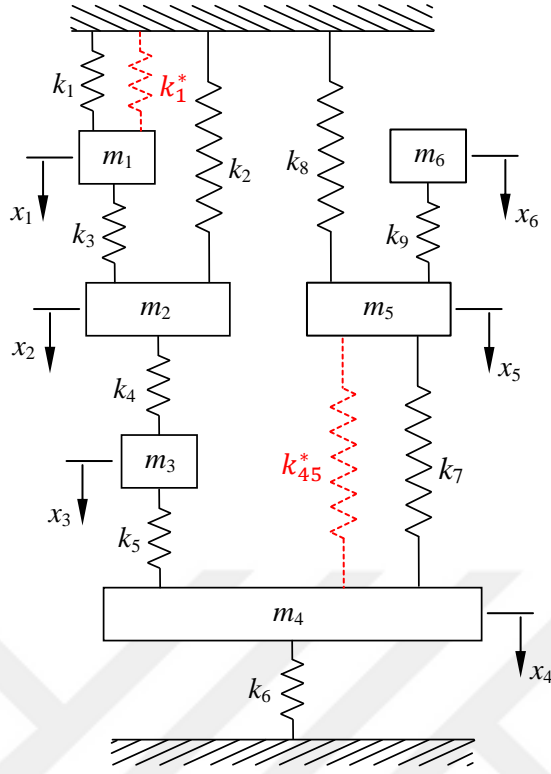 k₁
k₁*
k₂
k₈
m₁
m₆
x₁
x₆
k₃
k₉
m₂
m₅
x₂
x₅
k₄
m₃
k₄₅*
k₇
x₃
k₅
m₄
x₄
k₆